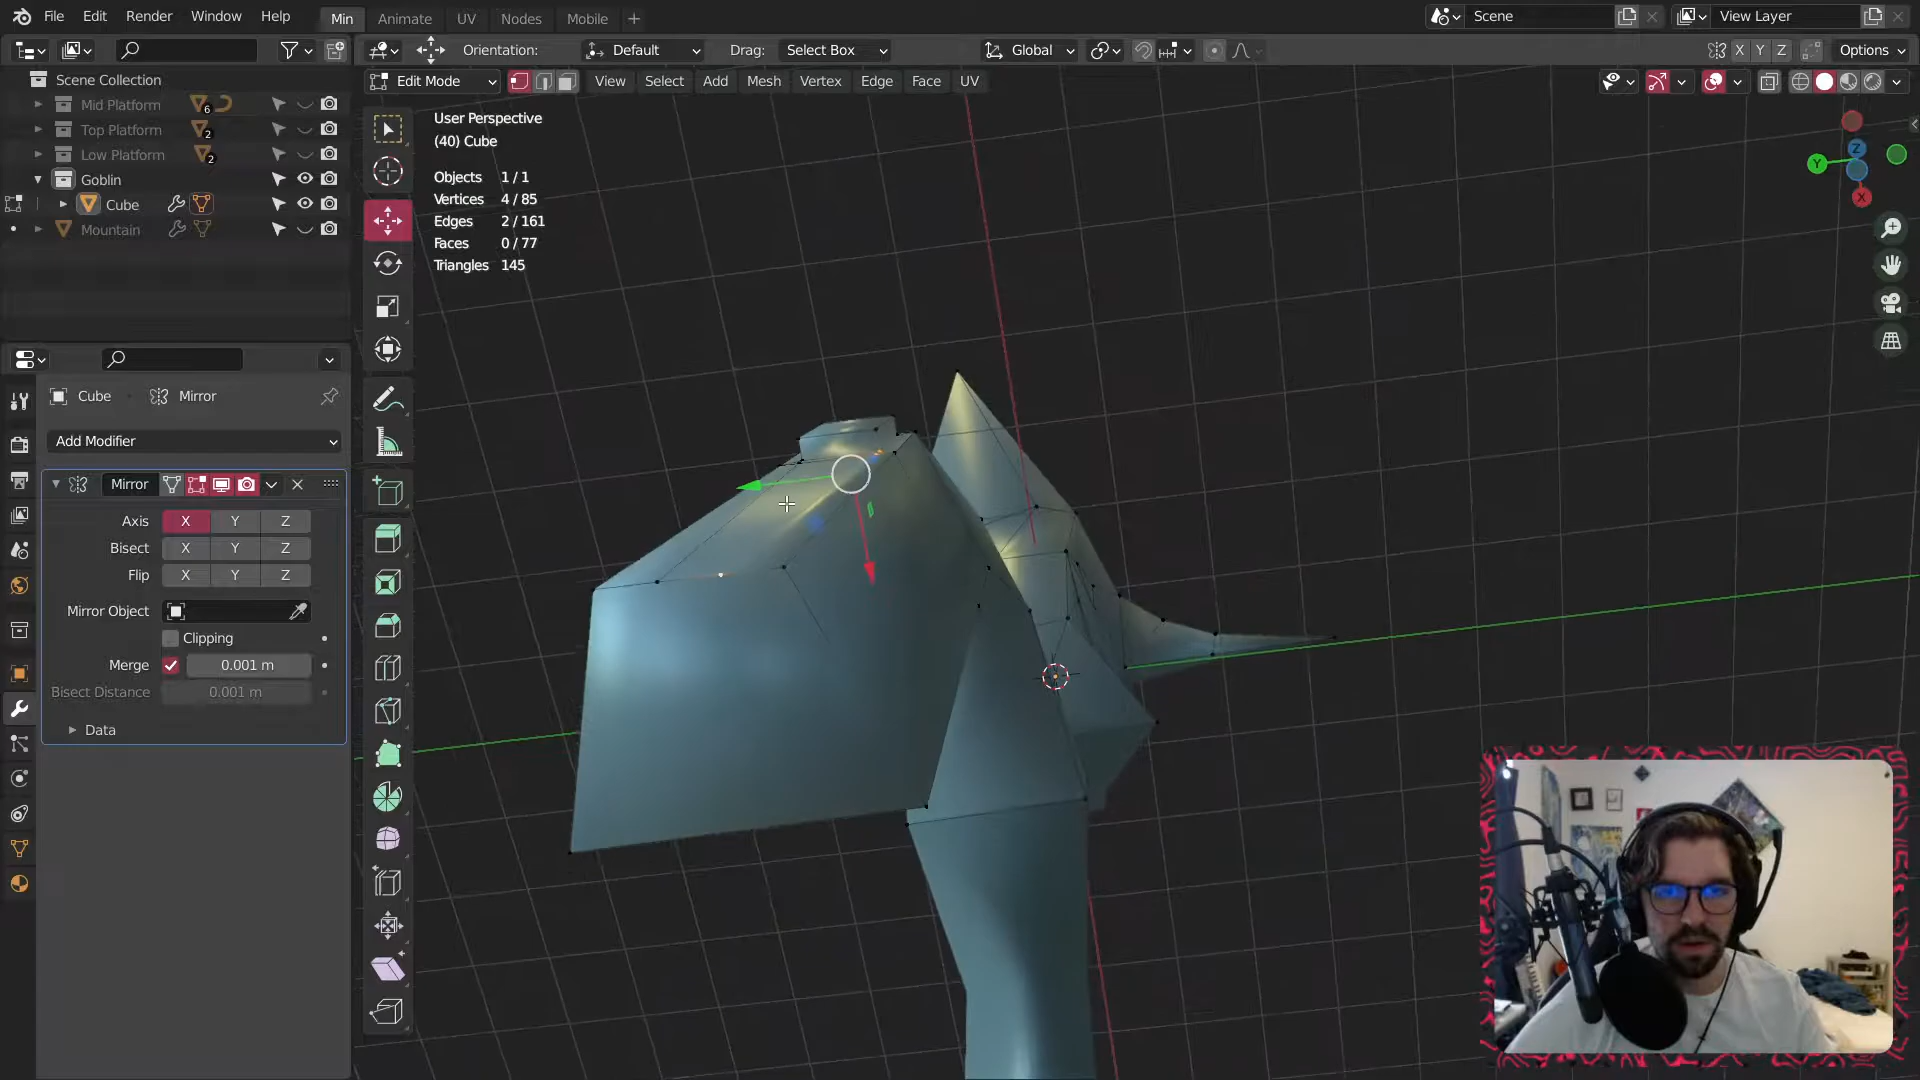 File Edit Render Window Help Min Animate UV Nodes Mobile + Scene View Layer
Orientation: Default Drag: Select Box Global X Y Z Options
Edit Mode View Select Add Mesh Vertex Edge Face UV
Scene Collection
Mid Platform 6
Top Platform 2
Low Platform 2
Goblin
Cube
Mountain
User Perspective
(40) Cube
Objects 1 / 1
Vertices 4 / 85
Edges 2 / 161
Faces 0 / 77
Triangles 145
Z
Y
X
Cube Mirror
Add Modifier
Mirror
Axis X Y Z
Bisect X Y Z
Flip X Y Z
Mirror Object
Clipping
Merge 0.001 m
Bisect Distance 0.001 m
Data